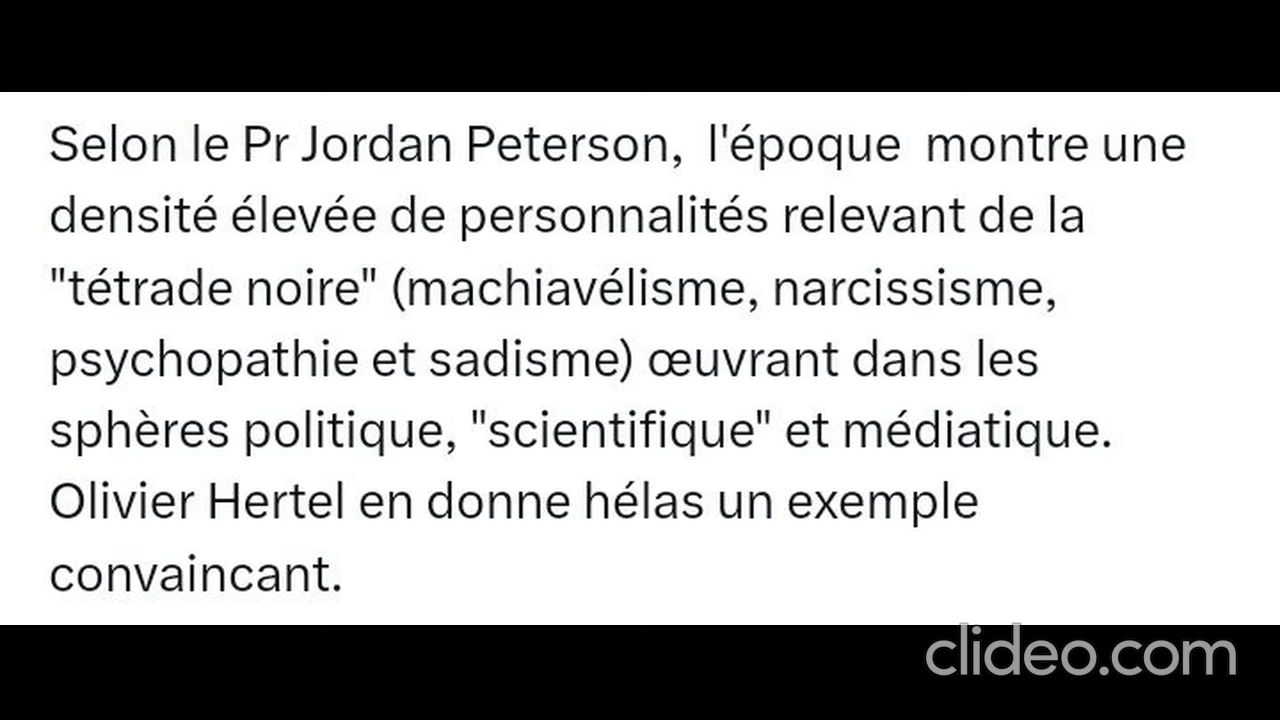 Selon le Pr Jordan Peterson,  l'époque  montre une
densité élevée de personnalités relevant de la
"tétrade noire" (machiavélisme, narcissisme,
psychopathie et sadisme) œuvrant dans les
sphères politique, "scientifique" et médiatique.
Olivier Hertel en donne hélas un exemple
convaincant.
clideo.com